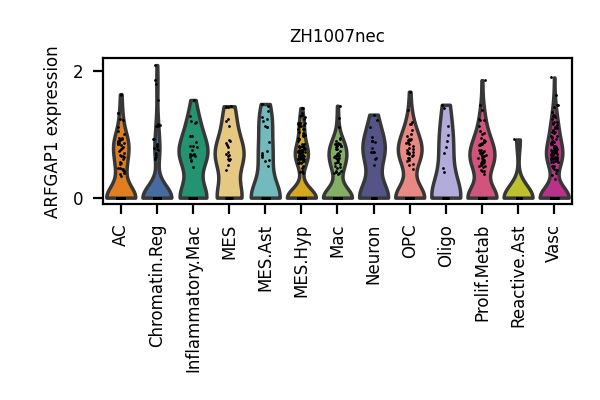 ZH1007nec
ARFGAP1 expression
2
0
AC
Chromatin.Reg
Inflammatory.Mac
MES
MES.Ast
MES.Hyp
Mac
Neuron
OPC
Oligo
Prolif.Metab
Reactive.Ast
Vasc